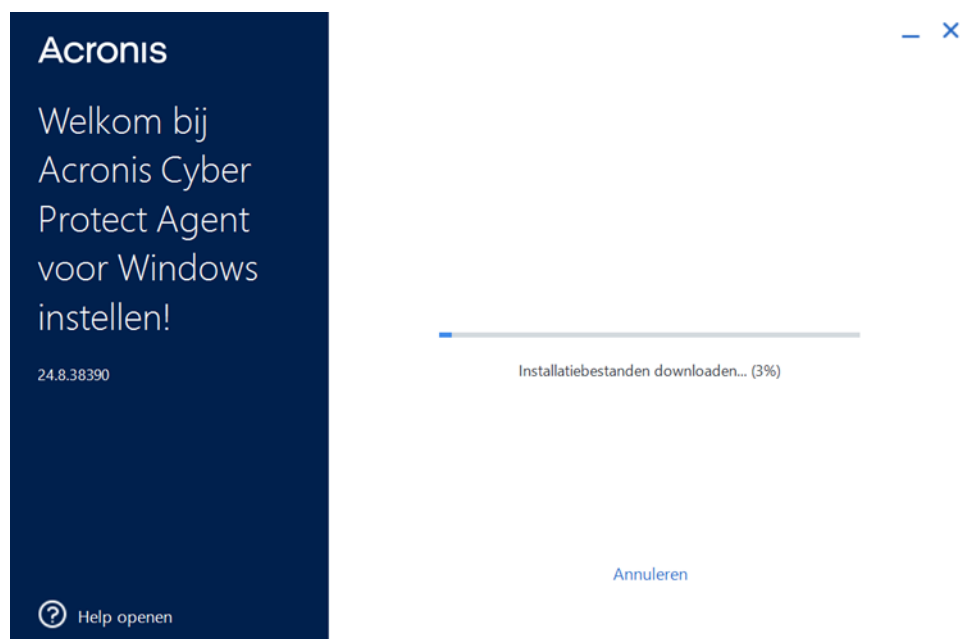 Acronis
Welkom bij
Acronis Cyber
Protect Agent
voor Windows
instellen!
24.8.38390
Installatiebestanden downloaden... (3%)
Annuleren
Help openen